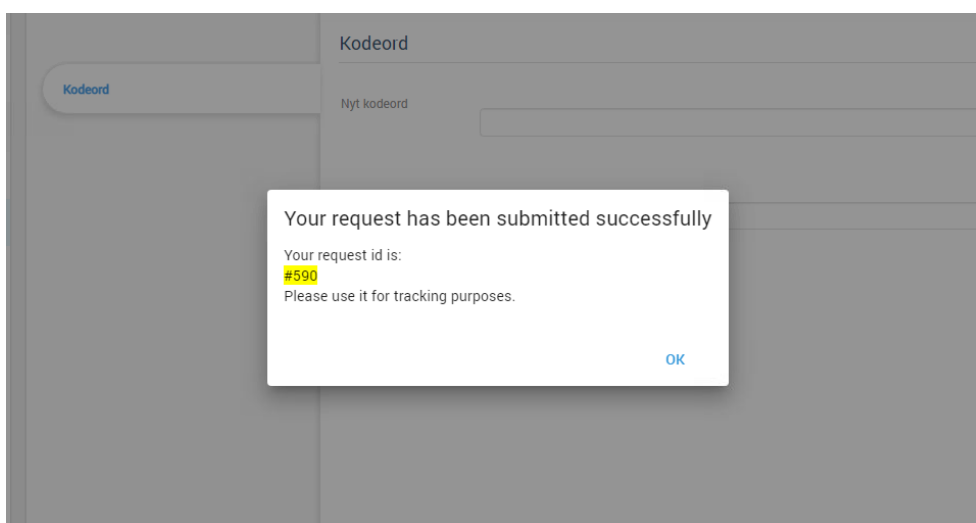 Kodeord
Kodeord
Nyt kodeord
Your request has been submitted successfully
Your request id is:
#590
Please use it for tracking purposes.
OK